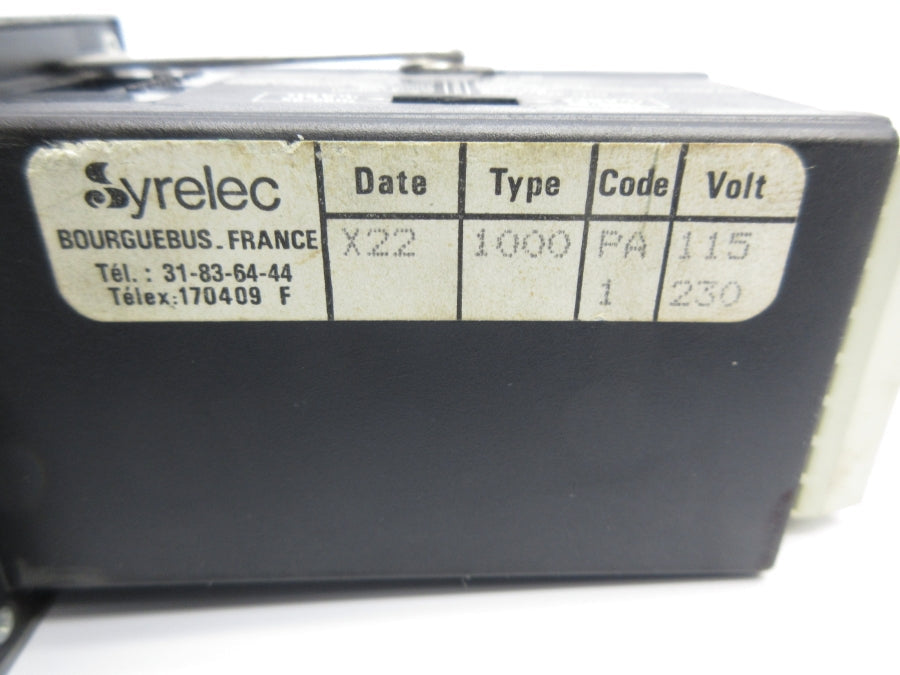 Syrelec
BOURGUEBUS_FRANCE
Tél. : 31-83-64-44
Télex:170409 F
Date Type Code Volt
X22 1000 PA 115
1 230